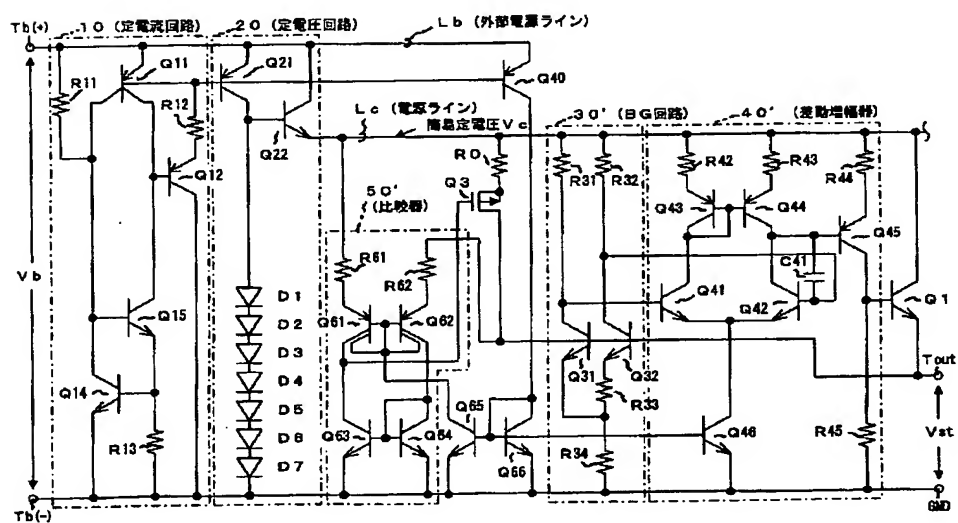 Tb(+)
10 (定電流回路)
20 (定電圧回路)
Lb (外部電源ライン)
R11
Q11
R12
Q12
Q21
Q22
Q40
Lc (電源ライン)
簡易定電圧Vc
30' (BG回路)
40' (差動増幅器)
R0
Q3
50'
(比較器)
R31
R32
R42
R43
R44
Q43
Q44
Q45
C41
Vb
R61
R62
D1
D2
D3
D4
D5
D6
D7
Q61
Q62
Q41
Q42
Q1
Q15
Q31
Q32
Tout
Q14
R13
Q63
Q64
Q65
Q66
R33
R34
Q46
R45
Vst
Tb(-)
GND